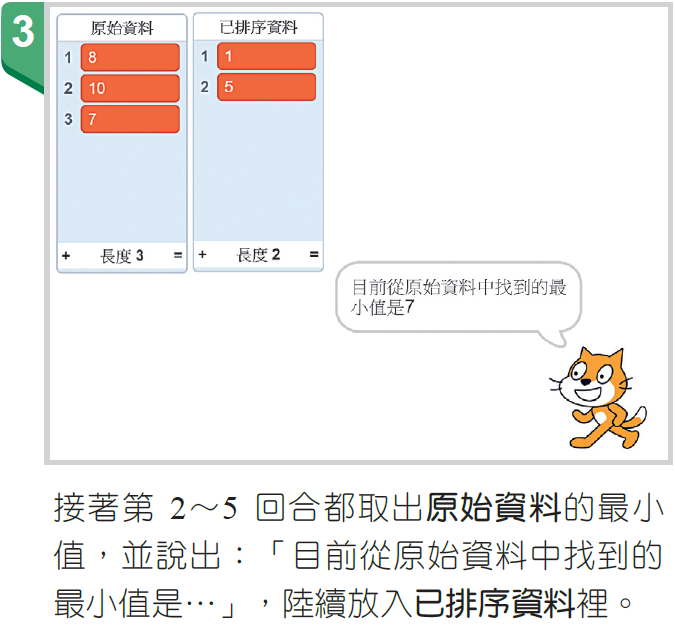 3
原始資料
1 8
2 10
3 7
+ 長度 3 =
已排序資料
1 1
2 5
+ 長度 2 =
目前從原始資料中找到的最
小值是7
接著第 2～5 回合都取出原始資料的最小
值，並說出：「目前從原始資料中找到的
最小值是…」，陸續放入已排序資料裡。